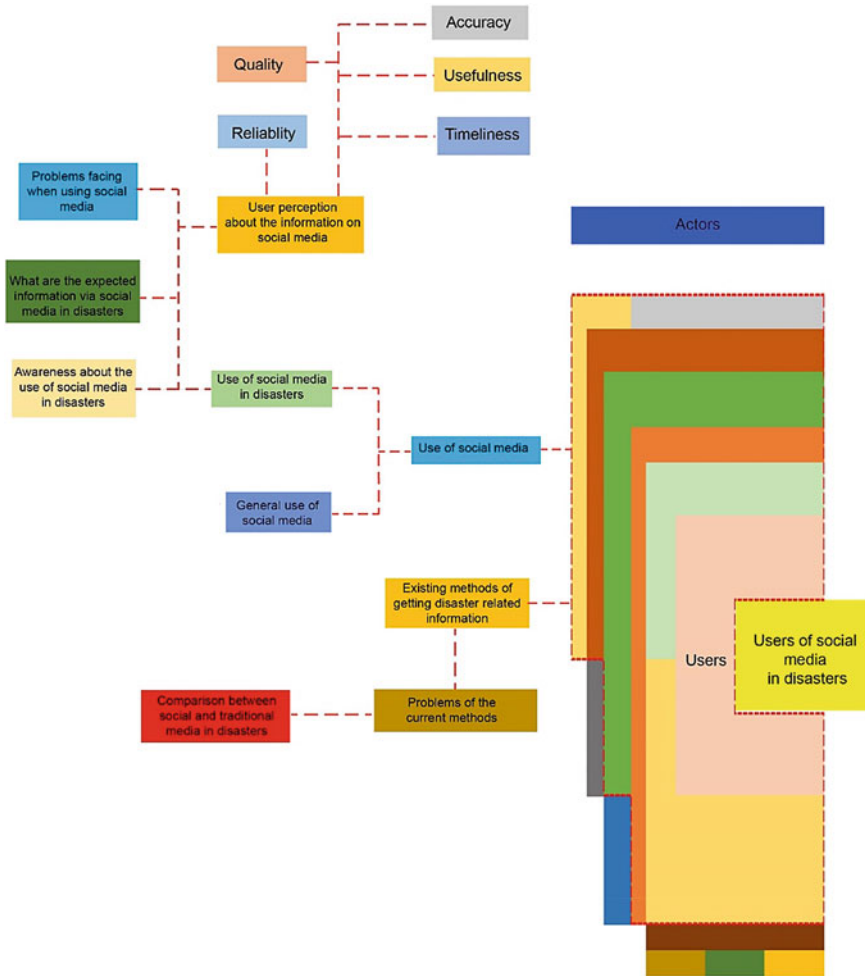 Accuracy
Quality
Usefulness
Reliablity
Timeliness
Problems facing
when using social
media
User perception
about the information on
social media
Actors
What are the expected
information via social
media in disasters
Awareness about the
use of social media
in disasters
Use of social media
in disasters
Use of social media
General use of
social media
Existing methods of
getting disaster related
information
Users
Users of social
media
in disasters
Comparison between
social and traditional
media in disasters
Problems of the
current methods